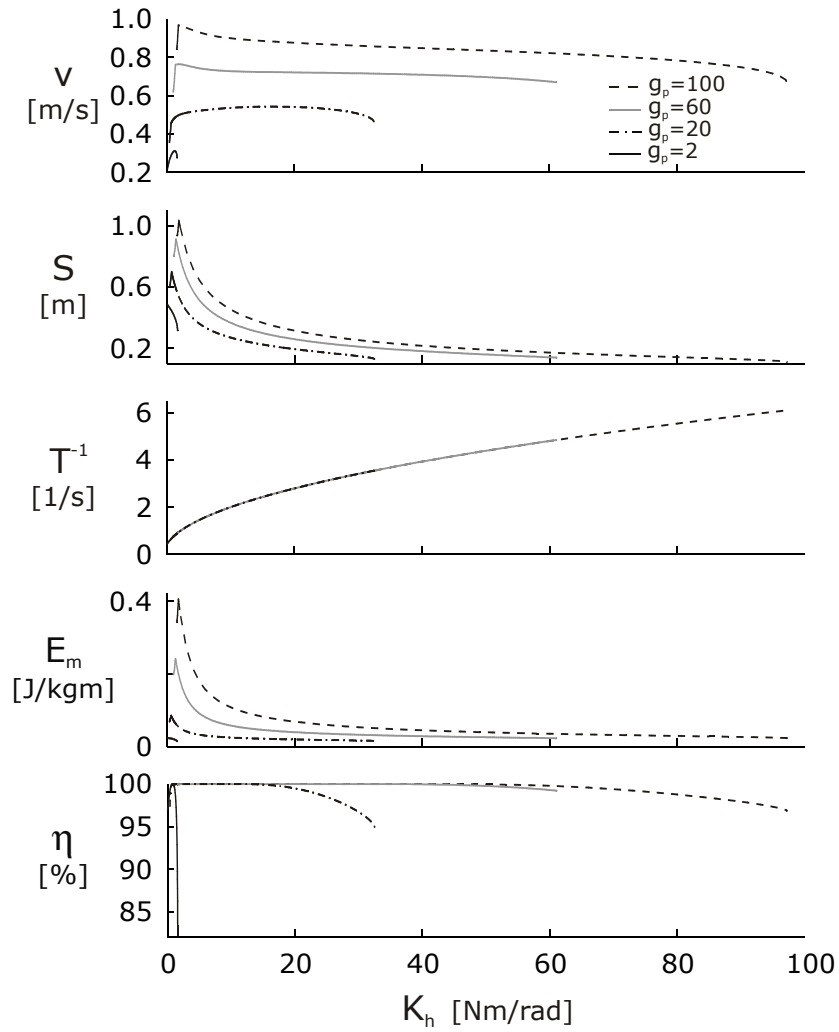 1.0
0.8
0.6
0.4
0.2
v
[m/s]
g_p=100
g_p=60
g_p=20
g_p=2
1.0
0.6
0.2
S
[m]
6
4
2
0
T⁻¹
[1/s]
0.4
0
E_m
[J/kgm]
100
95
90
85
η
[%]
0 20 40 60 80 100
K_h [Nm/rad]